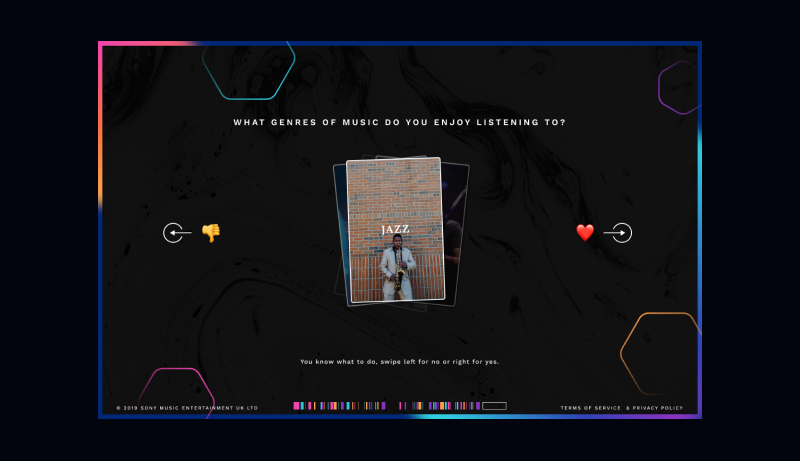 WHAT GENRES OF MUSIC DO YOU ENJOY LISTENING TO?
JAZZ
You know what to do, swipe left for no or right for yes.
© 2019 SONY MUSIC ENTERTAINMENT UK LTD
TERMS OF SERVICE & PRIVACY POLICY